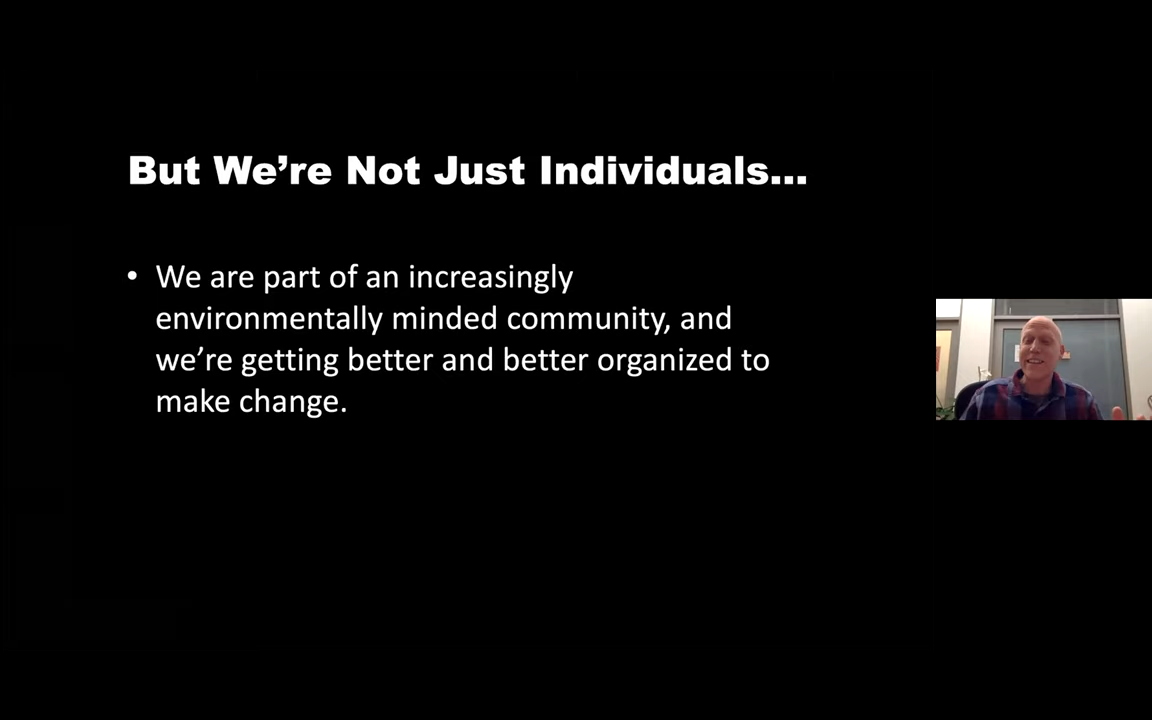 But We’re Not Just Individuals…
• We are part of an increasingly
environmentally minded community, and
we’re getting better and better organized to
make change.